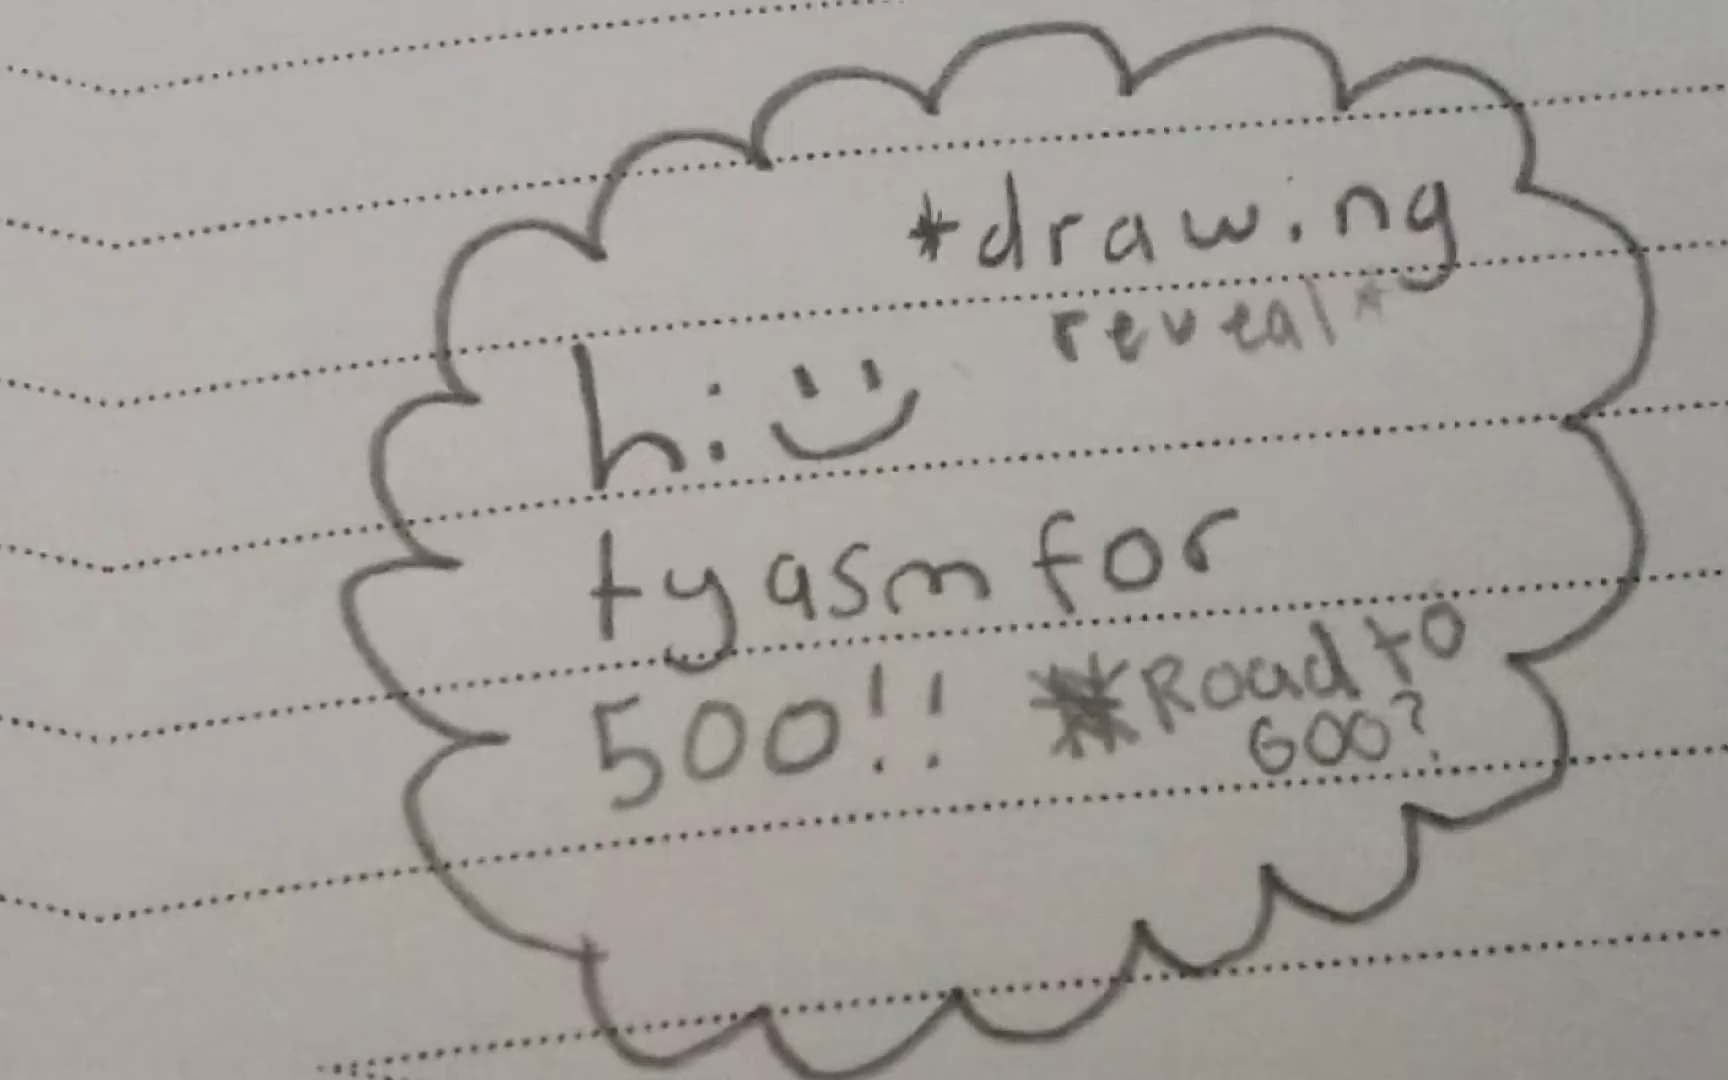 *drawing
reveal*
hi :)
tyasm for
500!! *Road to
600?